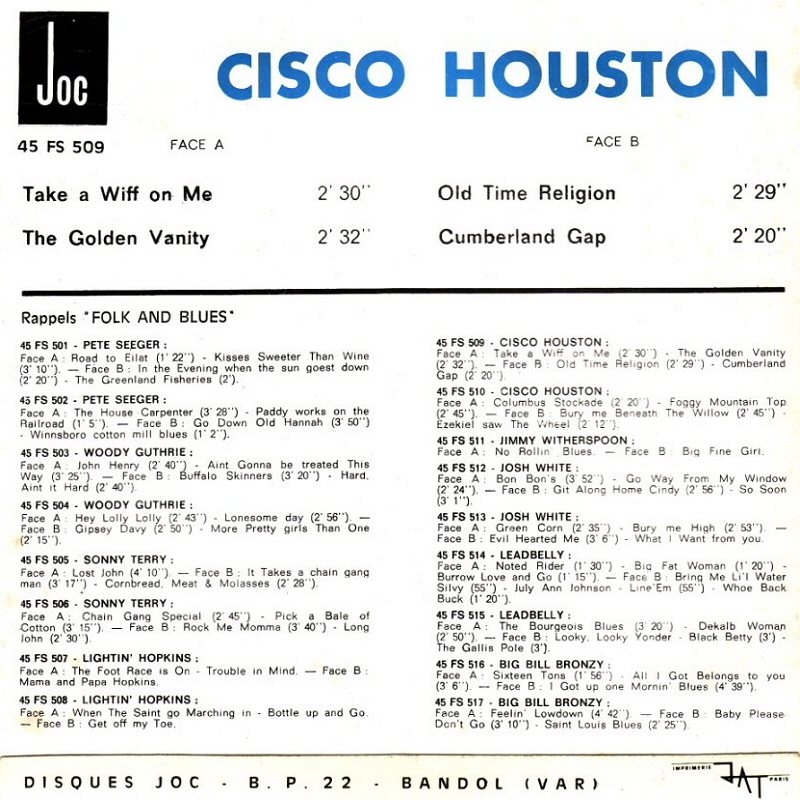 Joc
CISCO HOUSTON
45 FS 509
FACE A
FACE B
Take a Wiff on Me 2' 30''
The Golden Vanity 2' 32''
Old Time Religion 2' 29''
Cumberland Gap 2' 20''
Rappels "FOLK AND BLUES"
45 FS 501 - PETE SEEGER :
Face A : Road to Eilat (1' 22'') - Kisses Sweeter Than Wine
(3' 10''). — Face B : In the Evening when the sun goest down
(2' 20'') - The Greenland Fisheries (2').
45 FS 502 - PETE SEEGER :
Face A : The House Carpenter (3' 28'') - Paddy works on the
Railroad (1' 5''). — Face B : Go Down Old Hannah (3' 50'')
- Winnsboro cotton mill blues (1' 2'').
45 FS 503 - WOODY GUTHRIE :
Face A : John Henry (2' 40'') - Aint Gonna be treated This
Way (3' 25''). — Face B : Buffalo Skinners (3' 20'') - Hard,
Aint it Hard (2' 40'').
45 FS 504 - WOODY GUTHRIE :
Face A : Hey Lolly Lolly (2' 43'') - Lonesome day (2' 56''). —
Face B : Gipsey Davy (2' 50'') - More Pretty girls Than One
(2' 15'').
45 FS 505 - SONNY TERRY :
Face A : Lost John (4' 10''). — Face B : It Takes a chain gang
man (3' 17'') - Cornbread, Meat & Molasses (2' 28'').
45 FS 506 - SONNY TERRY :
Face A : Chain Gang Special (2' 45'') - Pick a Bale of
Cotton (3' 15''). — Face B : Rock Me Momma (3' 40'') - Long
John (2' 30'').
45 FS 507 - LIGHTIN' HOPKINS :
Face A : The Foot Race is On - Trouble in Mind. — Face B :
Mama and Papa Hopkins.
45 FS 508 - LIGHTIN' HOPKINS :
Face A : When The Saint go Marching in - Bottle up and Go.
— Face B : Get off my Toe.
45 FS 509 - CISCO HOUSTON :
Face A : Take a Wiff on Me (2' 30'') - The Golden Vanity
(2' 32''). — Face B : Old Time Religion (2' 29'') - Cumberland
Gap (2' 20'').
45 FS 510 - CISCO HOUSTON :
Face A : Columbus Stockade (2' 20'') - Foggy Mountain Top
(2' 45''). — Face B : Bury me Beneath The Willow (2' 45'') -
Ezekiel saw The Wheel (2' 12'').
45 FS 511 - JIMMY WITHERSPOON :
Face A : No Rollin' Blues. — Face B : Big Fine Girl.
45 FS 512 - JOSH WHITE :
Face A : Bon Bon's (3' 52'') - Go Way From My Window
(2' 24''). — Face B : Git Along Home Cindy (2' 56'') - So Soon
(3' 1'').
45 FS 513 - JOSH WHITE :
Face A : Green Corn (2' 35'') - Bury me High (2' 53''). —
Face B : Evil Hearted Me (3' 6'') - What I Want from you.
45 FS 514 - LEADBELLY :
Face A : Noted Rider (1' 30'') - Big Fat Woman (1' 20'') -
Burrow Love and Go (1' 15''). — Face B : Bring Me Li'l Water
Silvy (55'') - July Ann Johnson - Line'Em (55'') - Whoe Back
Buck (1' 20'').
45 FS 515 - LEADBELLY :
Face A : The Bourgeois Blues (3' 20'') - Dekalb Woman
(2' 50''). — Face B : Looky, Looky Yonder - Black Betty (3') -
The Gallis Pole (3').
45 FS 516 - BIG BILL BRONZY :
Face A : Sixteen Tons (1' 56'') - All I Got Belongs to you
(3' 6''). — Face B : I Got up one Mornin' Blues (4' 39'').
45 FS 517 - BIG BILL BRONZY :
Face A : Feelin' Lowdown (4' 42''). — Face B : Baby Please
Don't Go (3' 10'') - Saint Louis Blues (2' 25'').
DISQUES JOC - B. P. 22 - BANDOL (VAR)
IMPRIMERIE JAT PARIS